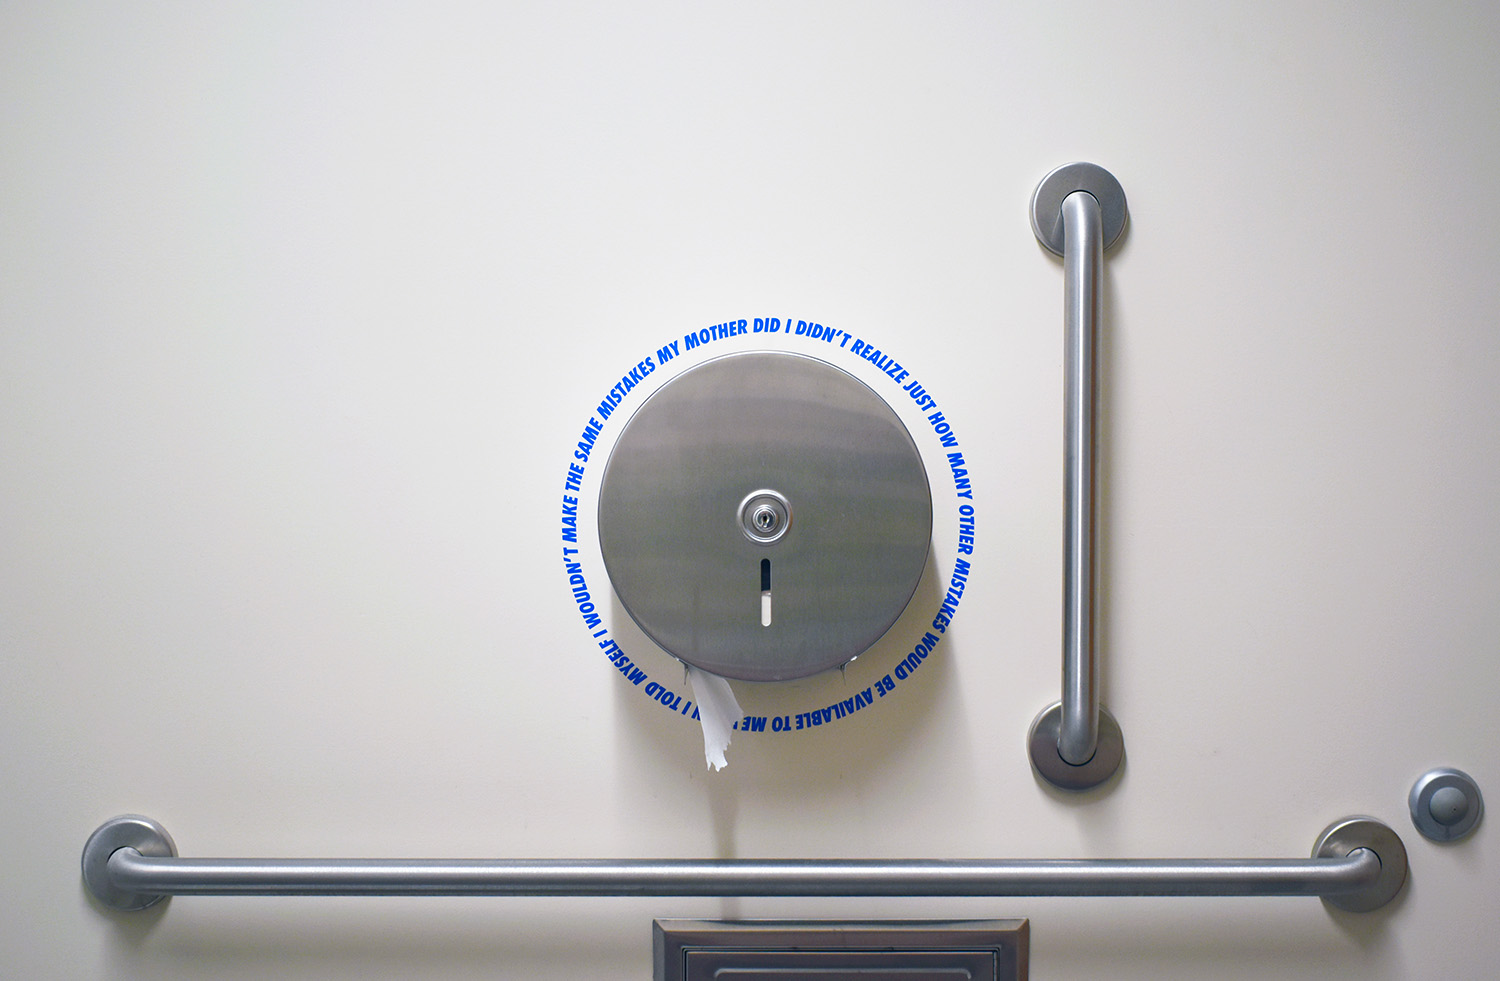 I TOLD MYSELF I WOULDN'T MAKE THE SAME MISTAKES MY MOTHER DID I DIDN'T REALIZE JUST HOW MANY OTHER MISTAKES WOULD BE AVAILABLE TO ME